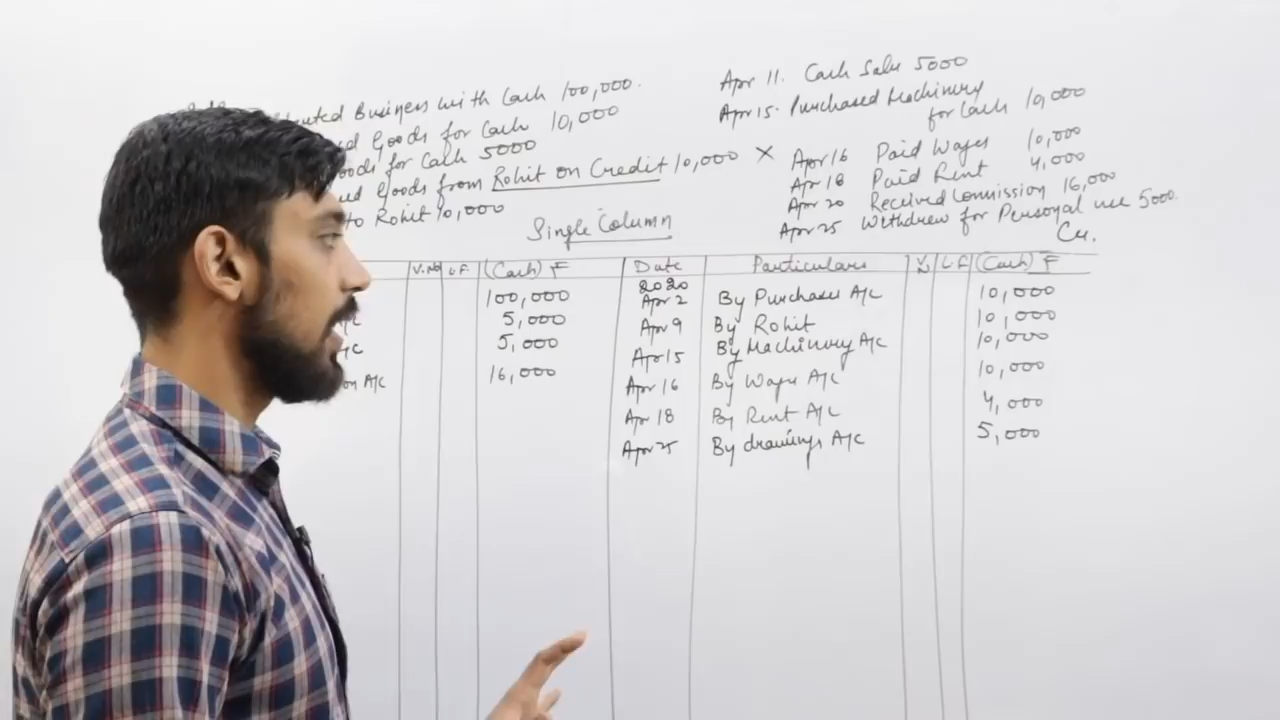 Business with Cash 100,000.
Goods for Cash 10,000
for Cash 5000
Goods from Rohit on Credit 10,000 ×
to Rohit 10,000
Apr 11. Cash Sales 5000
Apr 15. Purchased Machinery
for Cash 10,000
Apr 16 Paid Wages 10,000
Apr 18 Paid Rent 4,000
Apr 20 Received Commission 16,000
Apr 25 Withdrew for Personal use 5000.
Single Column
Cr.
V.No L.F. (Cash) ₹ Date Particulars L.F (Cash) ₹
2020
100,000 Apr 2 By Purchases A/c 10,000
5,000 Apr 9 By Rohit 10,000
5,000 Apr 15 By Machinery A/c 10,000
A/c 16,000 Apr 16 By Wages A/c 10,000
Apr 18 By Rent A/c 4,000
Apr 25 By drawings A/c 5,000